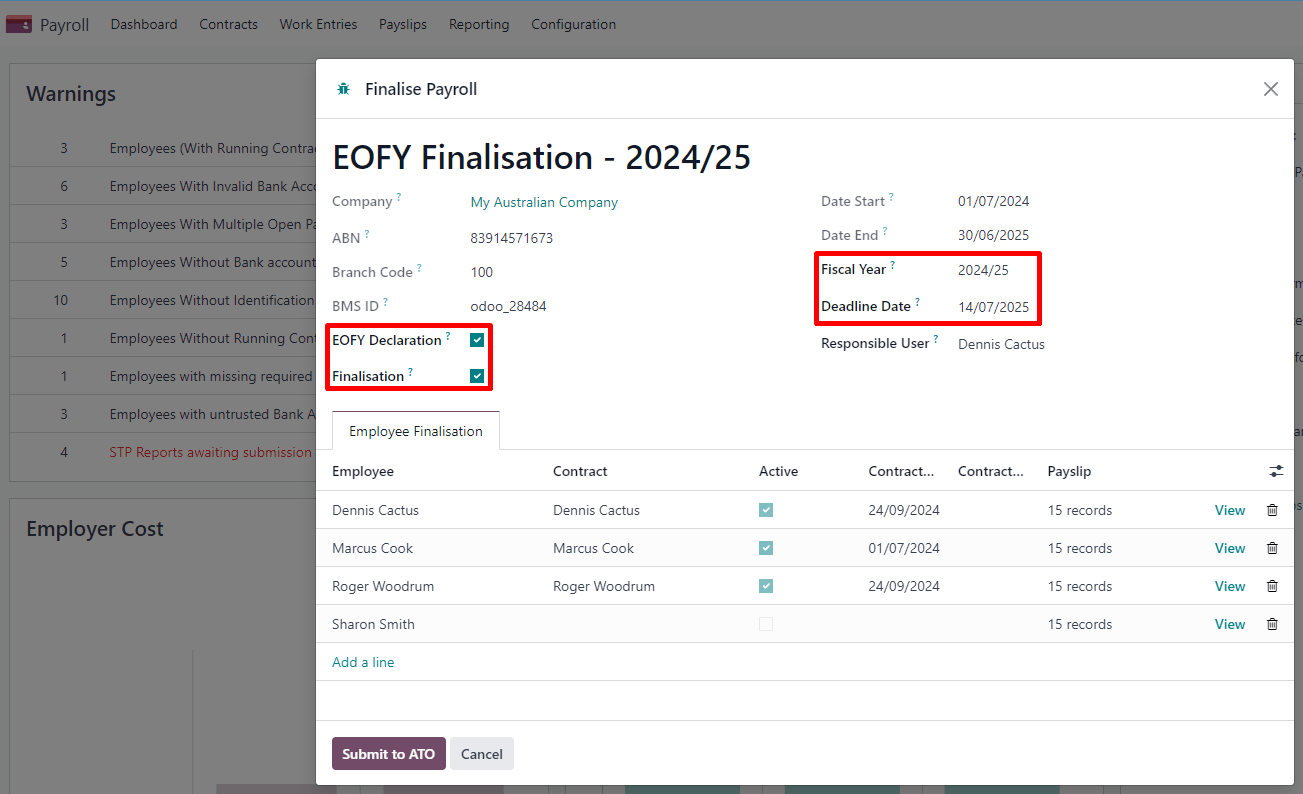 Payroll Dashboard Contracts Work Entries Payslips Reporting Configuration
Warnings
3 Employees (With Running Contra
6 Employees With Invalid Bank Acc
3 Employees With Multiple Open Pa
5 Employees Without Bank account
10 Employees Without Identification
1 Employees Without Running Cont
1 Employees with missing required
3 Employees with untrusted Bank A
4 STP Reports awaiting submission
Employer Cost
Finalise Payroll
EOFY Finalisation - 2024/25
Company ? My Australian Company
ABN ? 83914571673
Branch Code ? 100
BMS ID ? odoo_28484
EOFY Declaration ?
Finalisation ?
Date Start ? 01/07/2024
Date End ? 30/06/2025
Fiscal Year ? 2024/25
Deadline Date ? 14/07/2025
Responsible User ? Dennis Cactus
Employee Finalisation
Employee Contract Active Contract... Contract... Payslip
Dennis Cactus Dennis Cactus 24/09/2024 15 records View
Marcus Cook Marcus Cook 01/07/2024 15 records View
Roger Woodrum Roger Woodrum 24/09/2024 15 records View
Sharon Smith 15 records View
Add a line
Submit to ATO Cancel